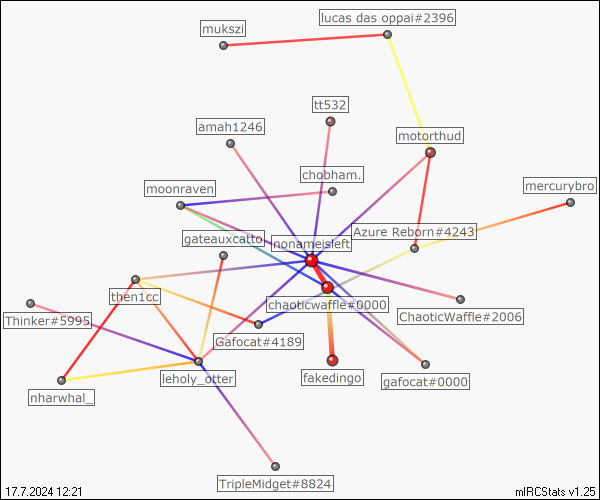 lucas das oppai#2396
mukszi
tt532
amah1246
motorthud
chobham.
mercurybro
moonraven
Azure Reborn#4243
gateauxcalto
nonameisleft
then1cc
chaoticwaffle#0000
Thinker#5995
ChaoticWaffle#2006
Gafocat#4189
leholy_otter
fakedingo
gafocat#0000
nharwhal_
TripleMidget#8824
17.7.2024 12:21
mIRCStats v1.25